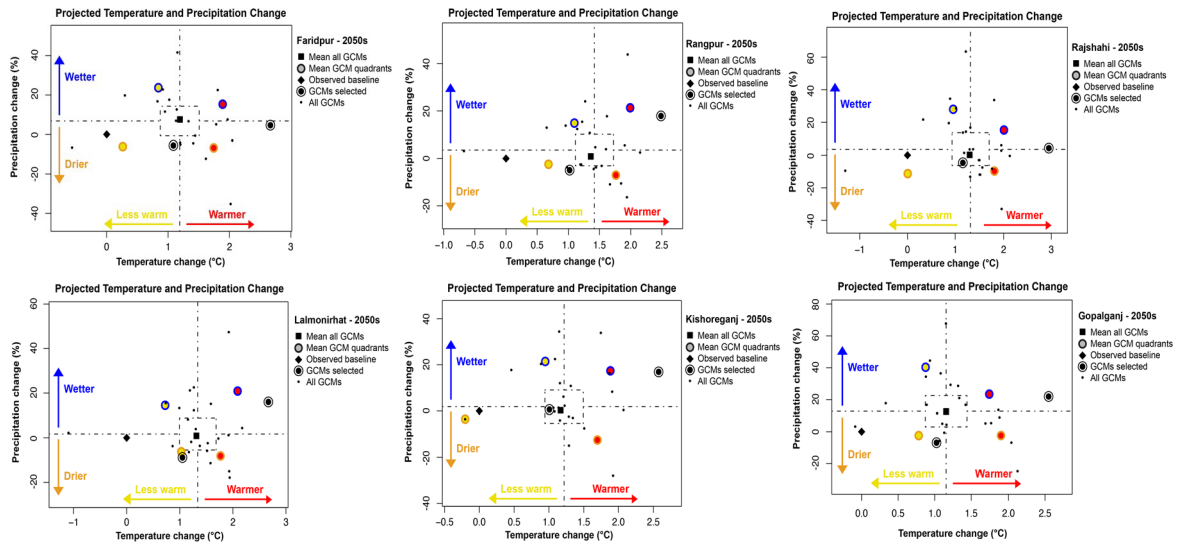 Projected Temperature and Precipitation Change
Precipitation change (%)
40
20
0
20
40
Wetter
Drier
Less warm
Warmer
0
1
2
3
Temperature change (°C)
Faridpur - 2050s
Mean all GCMs
Mean GCM quadrants
Observed baseline
GCMs selected
All GCMs
Projected Temperature and Precipitation Change
Precipitation change (%)
40
20
0
20
Wetter
Drier
Less warm
Warmer
-1.0
0.0
0.5
1.0
1.5
2.0
2.5
Temperature change (°C)
Rangpur - 2050s
Mean all GCMs
Mean GCM quadrants
Observed baseline
GCMs selected
All GCMs
Projected Temperature and Precipitation Change
Precipitation change (%)
60
40
20
0
-20
-40
Wetter
Drier
Less warm
Warmer
-1
0
1
2
3
Temperature change (°C)
Rajshahi - 2050s
Mean all GCMs
Mean GCM quadrants
Observed baseline
GCMs selected
All GCMs
Projected Temperature and Precipitation Change
Precipitation change (%)
60
40
20
0
-20
Wetter
Drier
Less warm
Warmer
-1
0
1
2
3
Temperature change (°C)
Lalmonirhat - 2050s
Mean all GCMs
Mean GCM quadrants
Observed baseline
GCMs selected
All GCMs
Projected Temperature and Precipitation Change
Precipitation change (%)
40
20
0
20
40
Wetter
Drier
Less warm
Warmer
0.0
0.5
1.0
1.5
2.0
2.5
Temperature change (°C)
Kishoreganj - 2050s
Mean all GCMs
Mean GCM quadrants
Observed baseline
GCMs selected
All GCMs
Projected Temperature and Precipitation Change
Precipitation change (%)
80
60
40
20
0
-20
Wetter
Drier
Less warm
Warmer
0.0
0.5
1.0
1.5
2.0
2.5
Temperature change (°C)
Gopalganj - 2050s
Mean all GCMs
Mean GCM quadrants
Observed baseline
GCMs selected
All GCMs